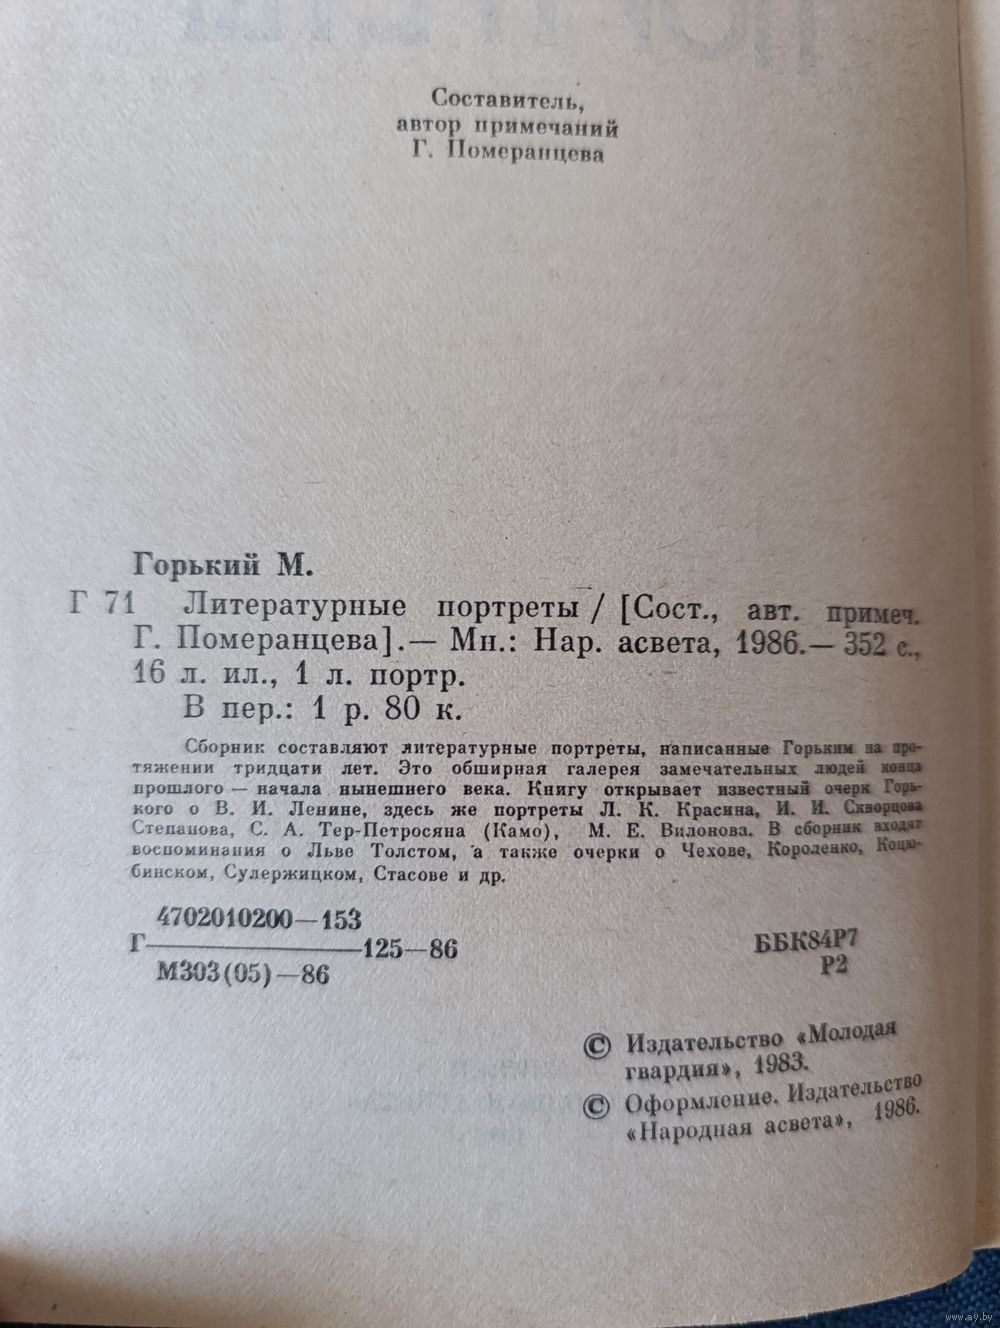 Составитель,
автор примечаний
Г. Померанцева
Горький М.
Г 71 Литературные портреты / [Сост., авт. примеч.
Г. Померанцева].— Мн.: Нар. асвета, 1986.— 352 с.,
16 л. ил., 1 л. портр.
В пер.: 1 р. 80 к.
Сборник составляют литературные портреты, написанные Горьким на про-
тяжении тридцати лет. Это обширная галерея замечательных людей конца
прошлого — начала нынешнего века. Книгу открывает известный очерк Горь-
кого о В. И. Ленине, здесь же портреты Л. К. Красина, И. И. Скворцова
Степанова, С. А. Тер-Петросяна (Камо), М. Е. Вилонова. В сборник входят
воспоминания о Льве Толстом, а также очерки о Чехове, Короленко, Коцю-
бинском, Сулержицком, Стасове и др.
4702010200—153
Г 125—86
М303(05)—86
ББК84Р7
Р2
© Издательство «Молодая
гвардия», 1983.
© Оформление. Издательство
«Народная асвета», 1986.
www.ay.by